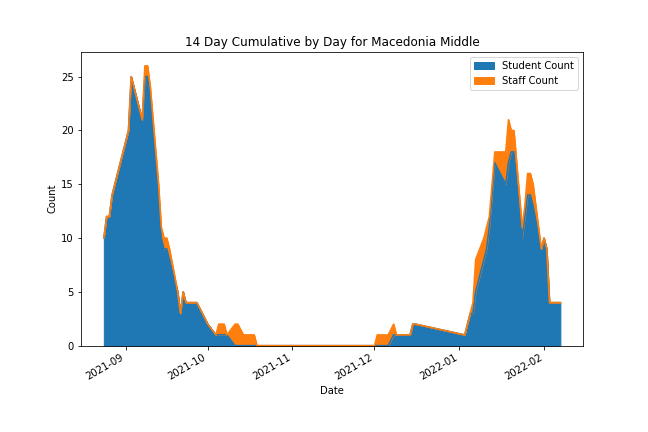 14 Day Cumulative by Day for Macedonia Middle
Student Count
Staff Count
25
20
15
10
5
0
Count
2021-09
2021-10
2021-11
2021-12
2022-01
2022-02
Date